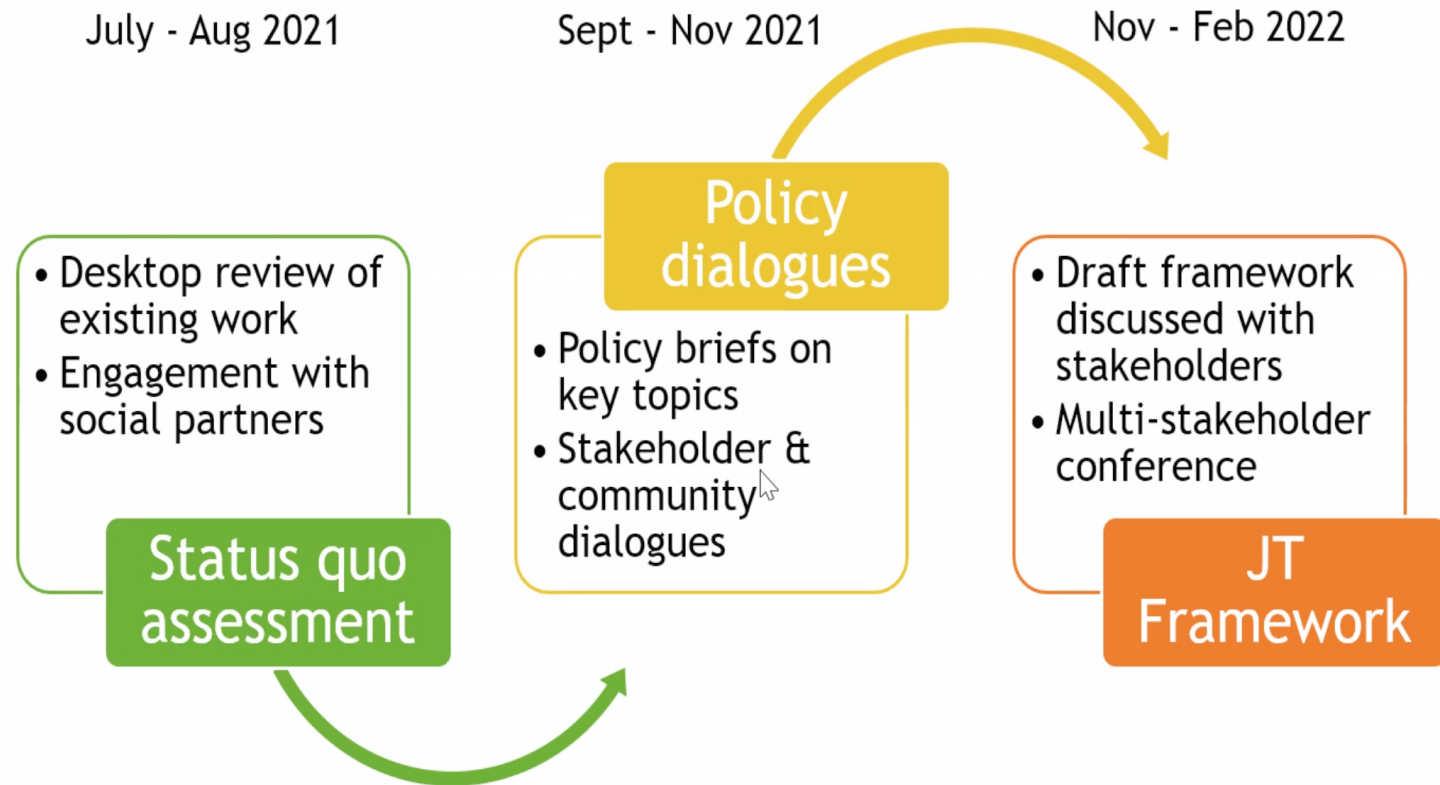 July - Aug 2021
Sept - Nov 2021
Nov - Feb 2022
• Desktop review of
existing work
• Engagement with
social partners
Status quo
assessment
Policy
dialogues
• Policy briefs on
key topics
• Stakeholder &
community
dialogues
• Draft framework
discussed with
stakeholders
• Multi-stakeholder
conference
JT
Framework